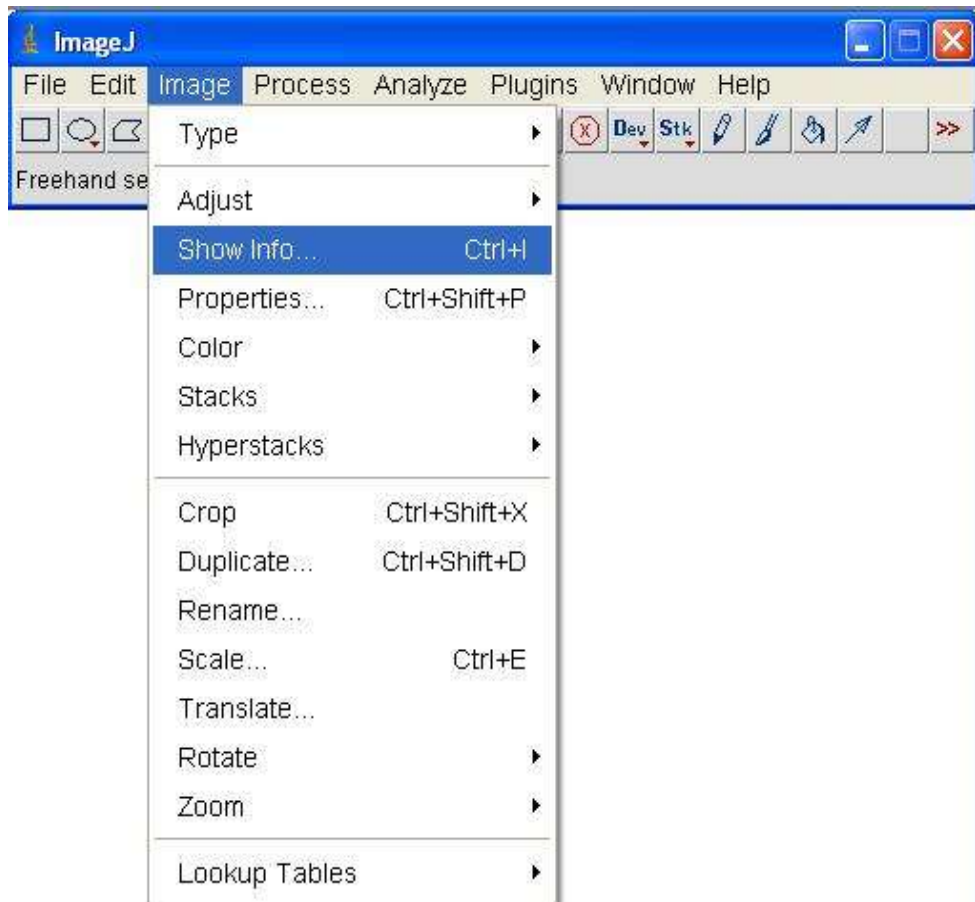 ImageJ
File Edit Image Process Analyze Plugins Window Help
Dev Stk >>
Freehand se
Type
Adjust
Show Info... Ctrl+I
Properties... Ctrl+Shift+P
Color
Stacks
Hyperstacks
Crop Ctrl+Shift+X
Duplicate... Ctrl+Shift+D
Rename...
Scale... Ctrl+E
Translate...
Rotate
Zoom
Lookup Tables